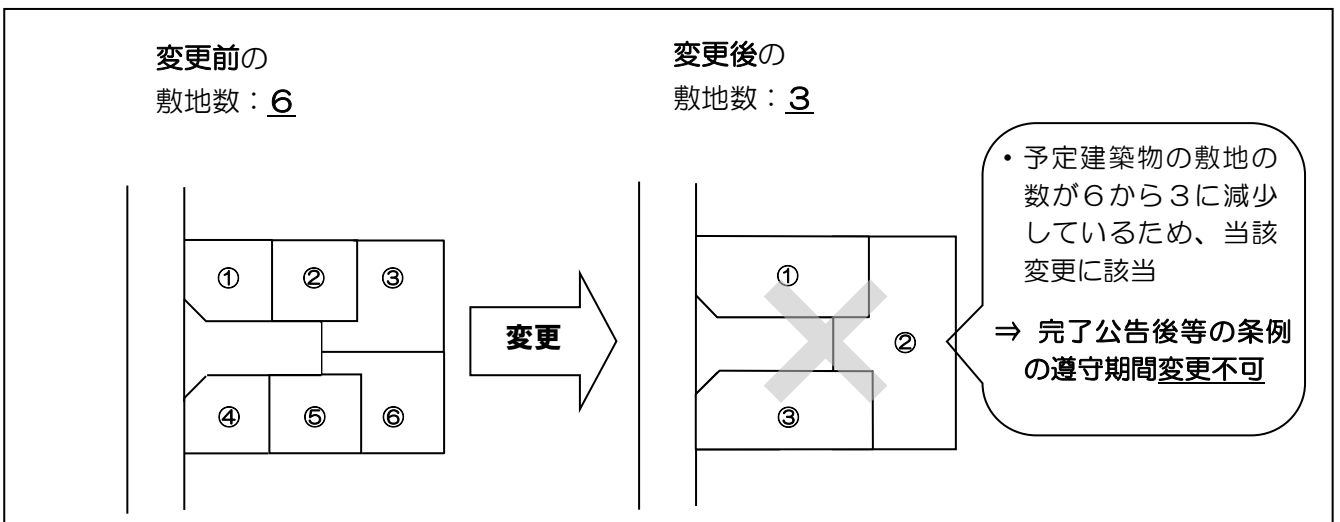 変更前の
敷地数：６
変更後の
敷地数：３
① ② ③
④ ⑤ ⑥
変更
①
②
③
・予定建築物の敷地の
数が６から３に減少
しているため、当該
変更に該当
⇒ 完了公告後等の条例
の遵守期間変更不可